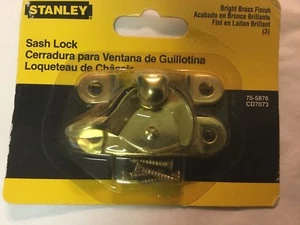 STANLEY
Sash Lock
Cerradura para Ventana de Guillotina
Loqueteau de Châssis
Bright Brass Finish
Acabado en Bronce Brillante
Fini en Laiton Brillant
(3)
75-5876
CD7073